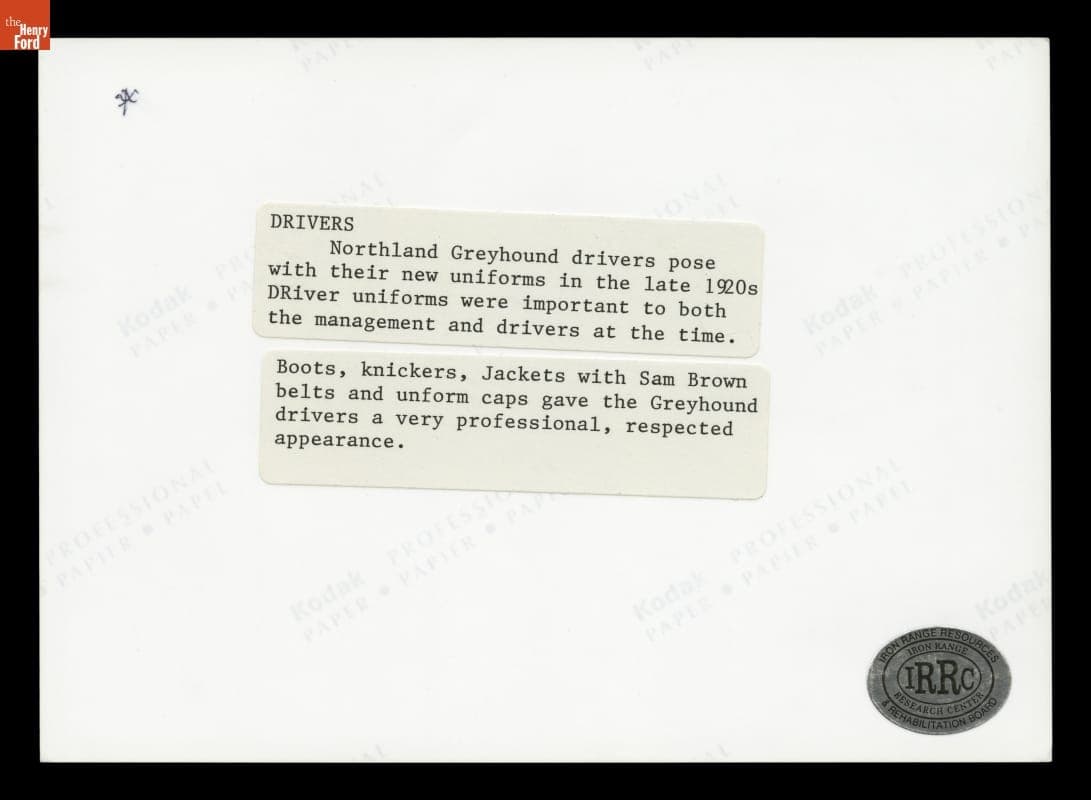 the
Henry
Ford
DRIVERS
Northland Greyhound drivers pose
with their new uniforms in the late 1920s
DRiver uniforms were important to both
the management and drivers at the time.
Boots, knickers, Jackets with Sam Brown
belts and unform caps gave the Greyhound
drivers a very professional, respected
appearance.
Kodak PROFESSIONAL
PAPER • PAPIER • PAPEL
IRON RANGE RESOURCES
IRON RANGE
IRRC
RESEARCH CENTER
& REHABILITATION BOARD